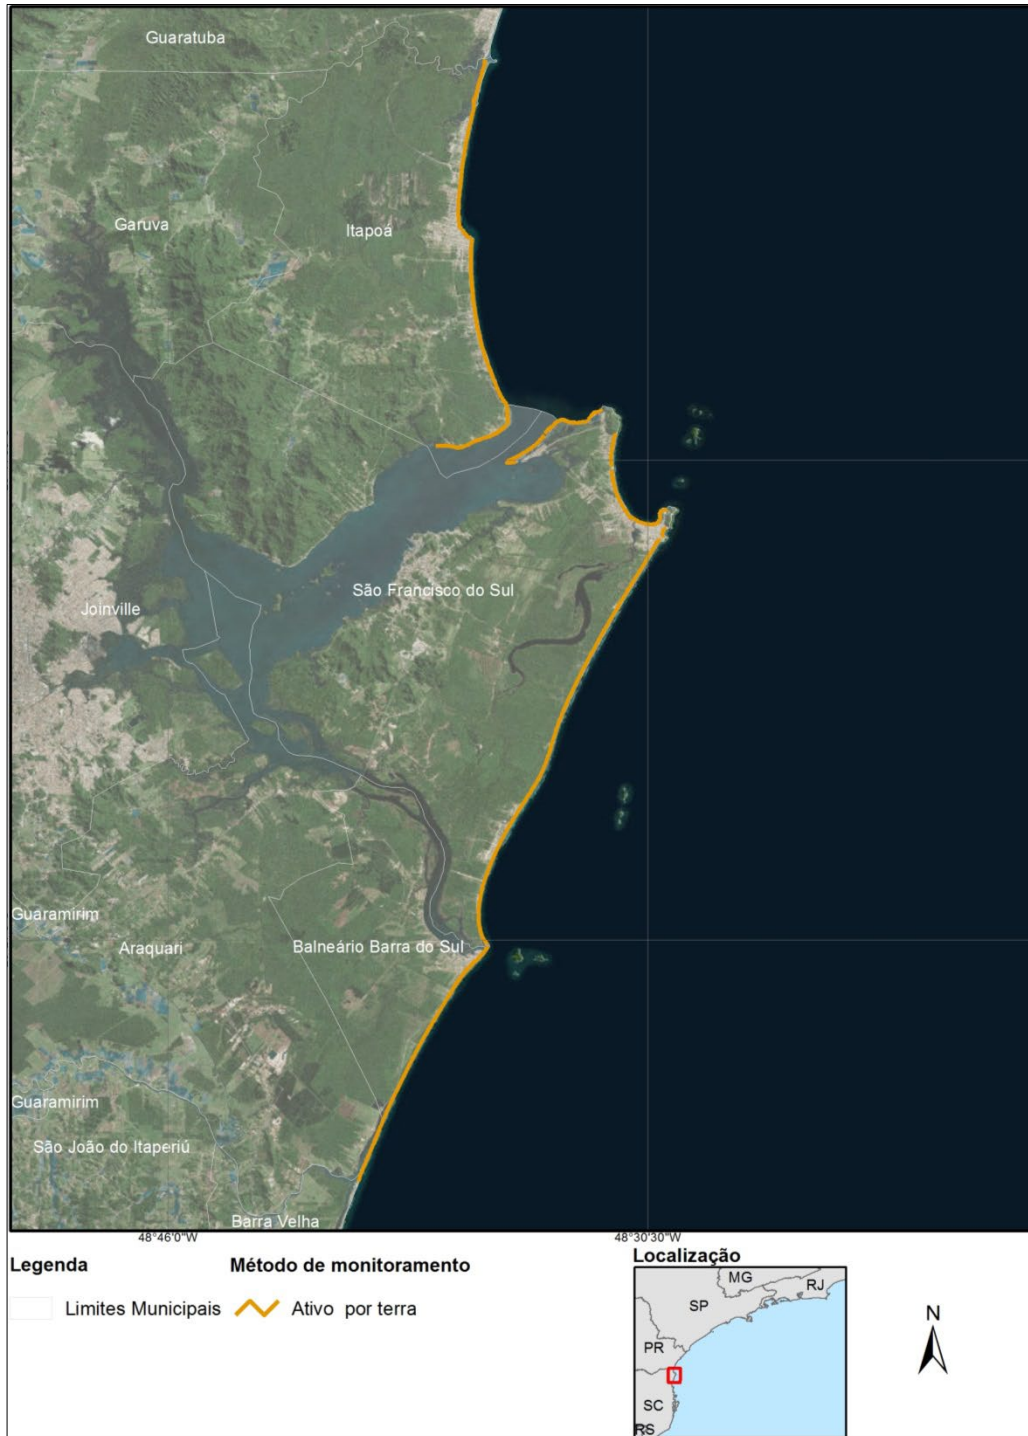 Guaratuba
Garuva
Itapoá
São Francisco do Sul
Joinville
Guaramirim
Araquari
Balneário Barra do Sul
Guaramirim
São João do Itaperiú
Barra Velha
48°46'0"W
48°30'30"W
Legenda
Método de monitoramento
Localização
Limites Municipais
Ativo por terra
MG
RJ
SP
PR
SC
RS
N